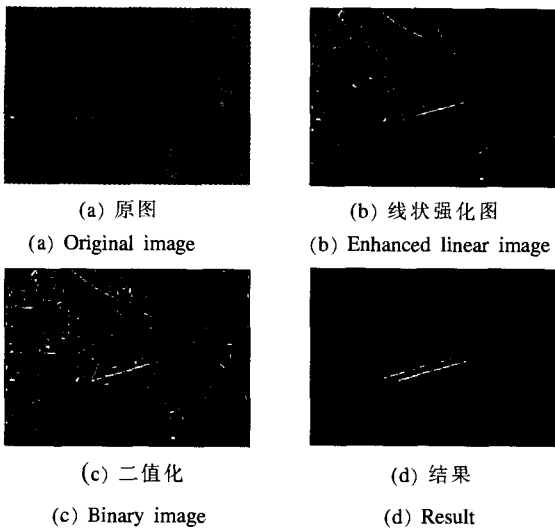 (a) 原图
(b) 线状强化图
(a) Original image
(b) Enhanced linear image
(c) 二值化
(d) 结果
(c) Binary image
(d) Result